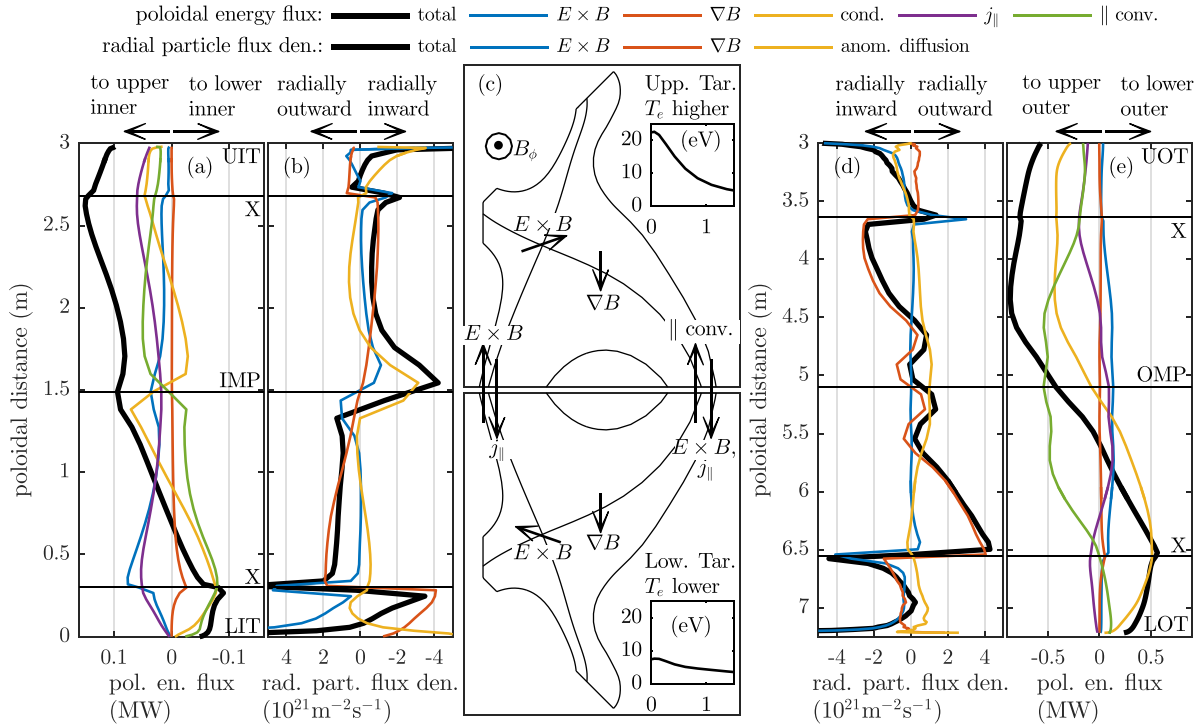 poloidal energy flux: total E × B ∇B cond. j∥ ∥ conv.
radial particle flux den.: total E × B ∇B anom. diffusion
to upper inner
to lower inner
radially outward
radially inward
(c)
Upp. Tar.
T_e higher
(eV)
20
10
0
0 1
B_ϕ
E × B
∇B
E × B
∥ conv.
j∥
E × B,
j∥
E × B
∇B
Low. Tar.
T_e lower
(eV)
20
10
0
0 1
radially inward
radially outward
to upper outer
to lower outer
(a)
UIT
X
IMP
X
LIT
3
2.5
2
1.5
1
0.5
0
poloidal distance (m)
0.1 0 -0.1
pol. en. flux
(MW)
(b)
5 4 2 0 -2 -4
rad. part. flux den.
(10²¹m⁻²s⁻¹)
(d)
3
3.5
4
4.5
5
5.5
6
6.5
7
poloidal distance (m)
-4 -2 0 2 4
rad. part. flux den.
(10²¹m⁻²s⁻¹)
(e)
UOT
X
OMP
X
LOT
-0.5 0 0.5
pol. en. flux
(MW)